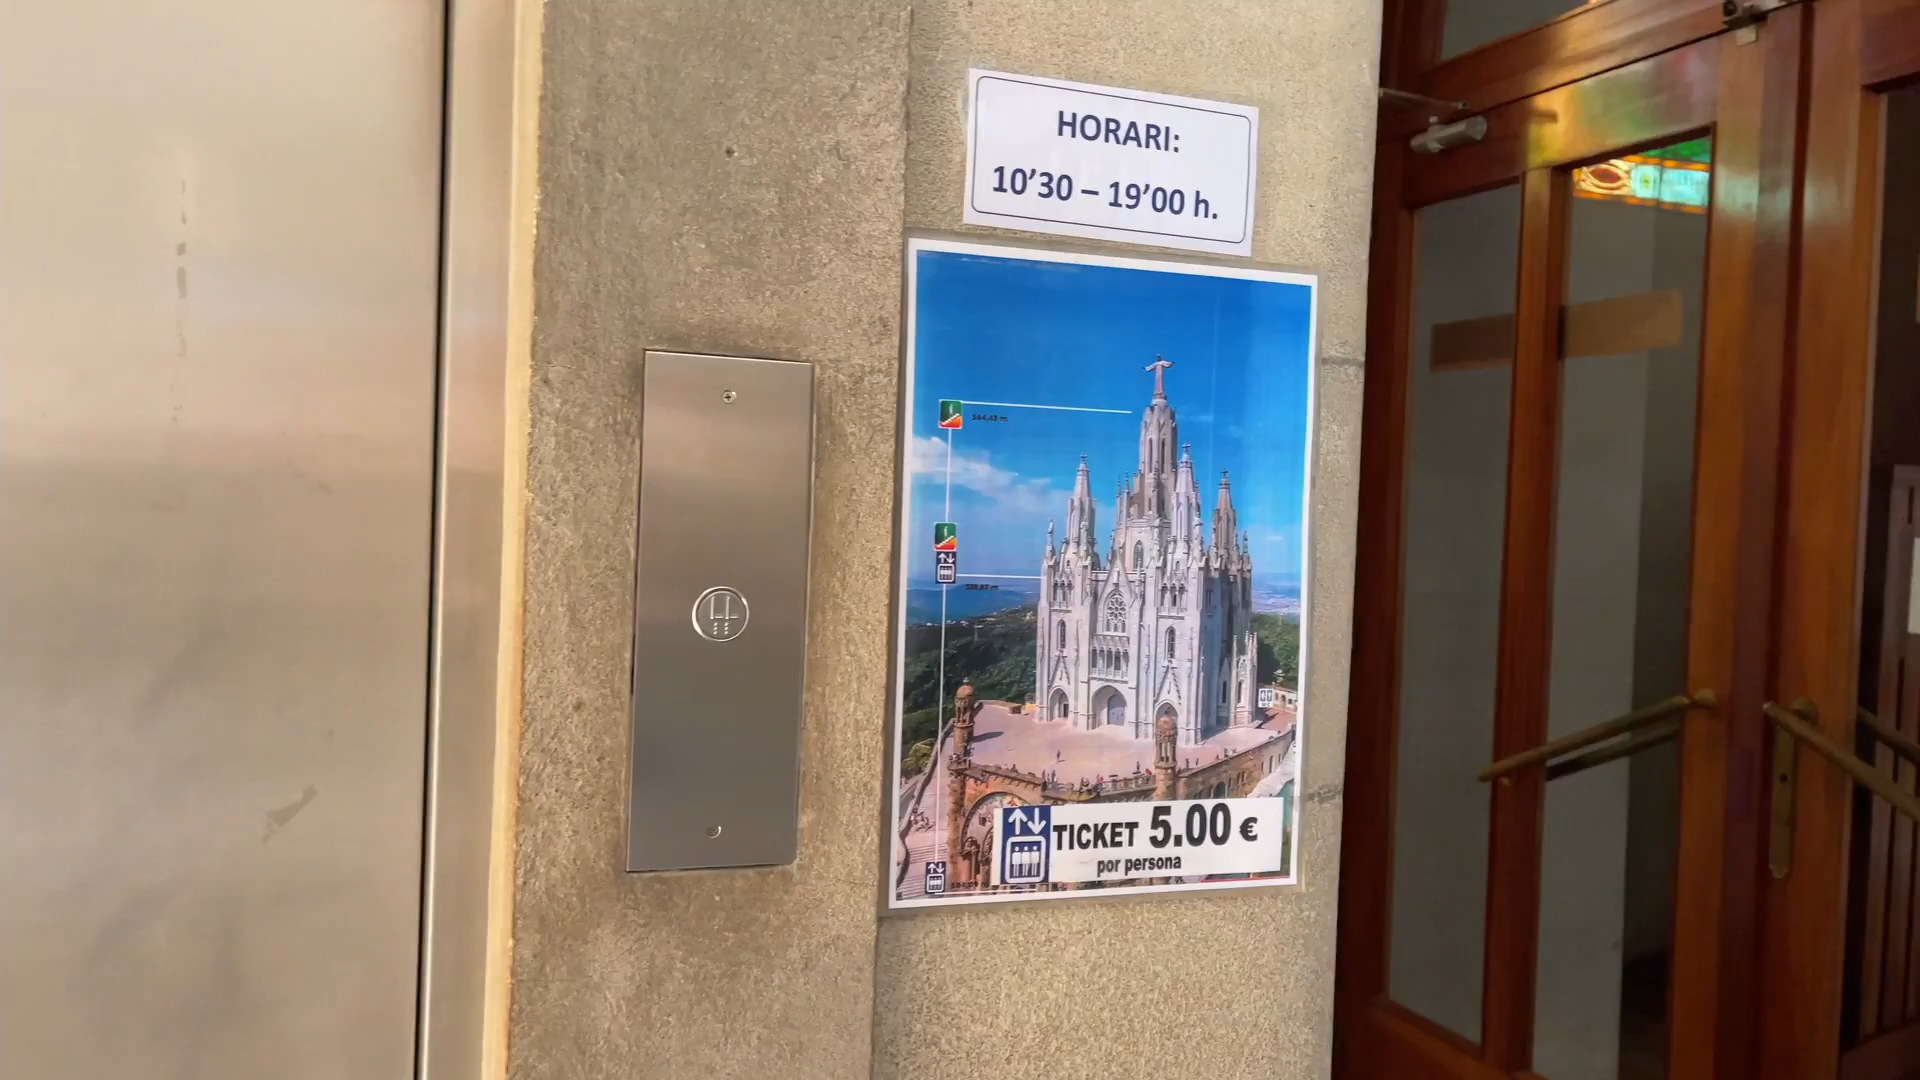 HORARI:
10’30 – 19’00 h.
TICKET 5.00 €
por persona